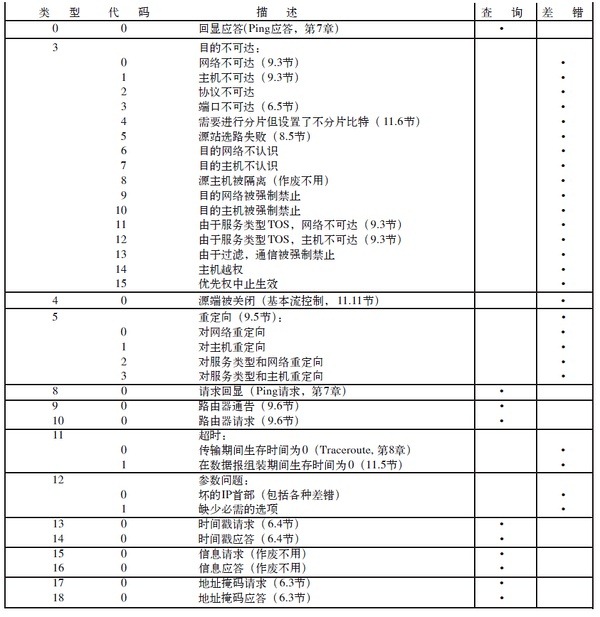 类 型 代 码 描 述 查 询 差 错
0 0 回显应答(Ping应答, 第7章) •
3 目的不可达:
0 网络不可达 (9.3节) •
1 主机不可达 (9.3节) •
2 协议不可达 •
3 端口不可达 (6.5节) •
4 需要进行分片但设置了不分片比特 (11.6节) •
5 源站选路失败 (8.5节) •
6 目的网络不认识 •
7 目的主机不认识 •
8 源主机被隔离 (作废不用) •
9 目的网络被强制禁止 •
10 目的主机被强制禁止 •
11 由于服务类型TOS, 网络不可达 (9.3节) •
12 由于服务类型TOS, 主机不可达 (9.3节) •
13 由于过滤, 通信被强制禁止 •
14 主机越权 •
15 优先权中止生效 •
4 0 源端被关闭 (基本流控制, 11.11节) •
5 重定向 (9.5节): •
0 对网络重定向 •
1 对主机重定向 •
2 对服务类型和网络重定向 •
3 对服务类型和主机重定向 •
8 0 请求回显 (Ping请求, 第7章) •
9 0 路由器通告 (9.6节) •
10 0 路由器请求 (9.6节) •
11 超时:
0 传输期间生存时间为0 (Traceroute, 第8章) •
1 在数据报组装期间生存时间为0 (11.5节) •
12 参数问题:
0 坏的IP首部 (包括各种差错) •
1 缺少必需的选项 •
13 0 时间戳请求 (6.4节) •
14 0 时间戳应答 (6.4节) •
15 0 信息请求 (作废不用) •
16 0 信息应答 (作废不用) •
17 0 地址掩码请求 (6.3节) •
18 0 地址掩码应答 (6.3节) •